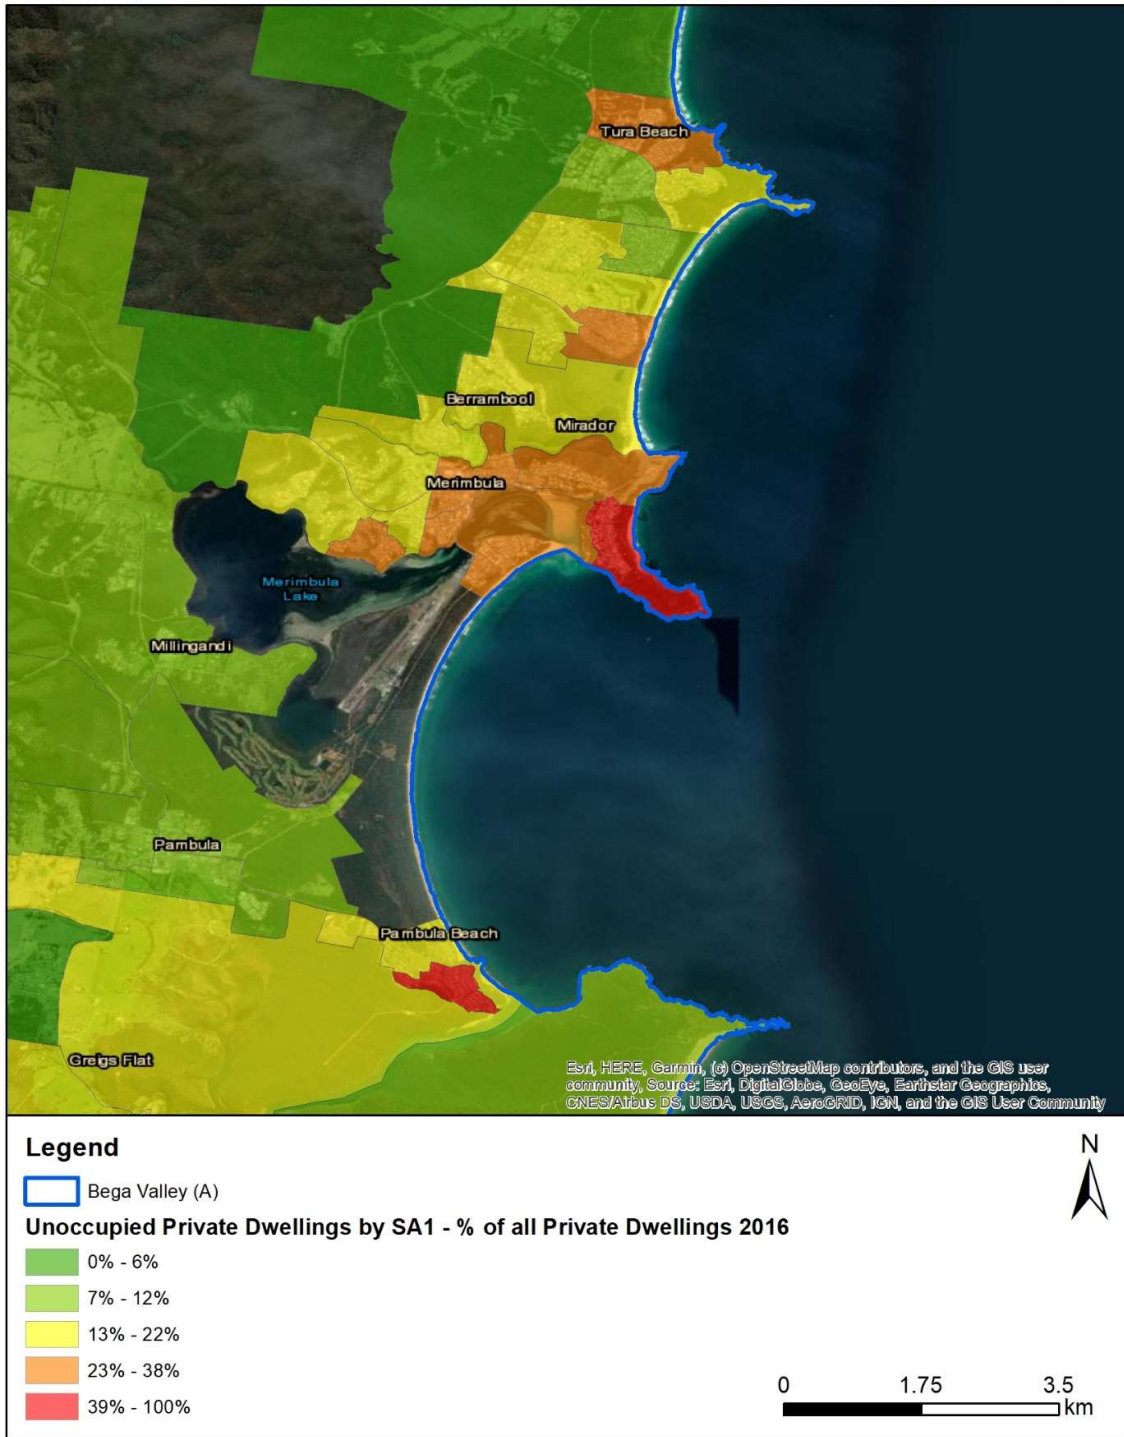 Tura Beach
Berrambool
Mirador
Merimbula
Merimbula
Lake
Millingandi
Pambula
Pambula Beach
Greigs Flat
Esri, HERE, Garmin, (c) OpenStreetMap contributors, and the GIS user
community, Source: Esri, DigitalGlobe, GeoEye, Earthstar Geographics,
CNES/Airbus DS, USDA, USGS, AeroGRID, IGN, and the GIS User Community
Legend
N
Bega Valley (A)
Unoccupied Private Dwellings by SA1 - % of all Private Dwellings 2016
0% - 6%
7% - 12%
13% - 22%
23% - 38%
39% - 100%
0 1.75 3.5
km